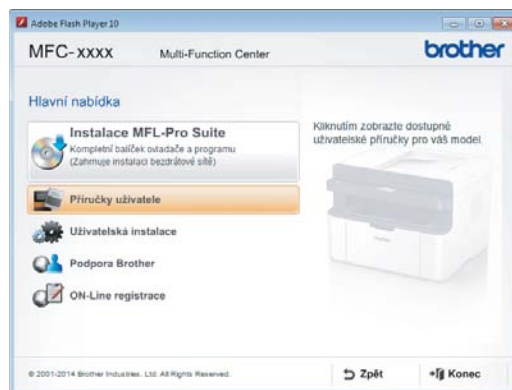 Adobe Flash Player 10
MFC-xxxx Multi-Function Center brother
Hlavní nabídka
Instalace MFL-Pro Suite
Kompletní balíček ovladače a programu
(Zahrnuje instalaci bezdrátové sítě)
Příručky uživatele
Uživatelská instalace
Podpora Brother
ON-Line registrace
Kliknutím zobrazte dostupné
uživatelské příručky pro váš model.
© 2001-2014 Brother Industries, Ltd. All Rights Reserved.
Zpět
Konec